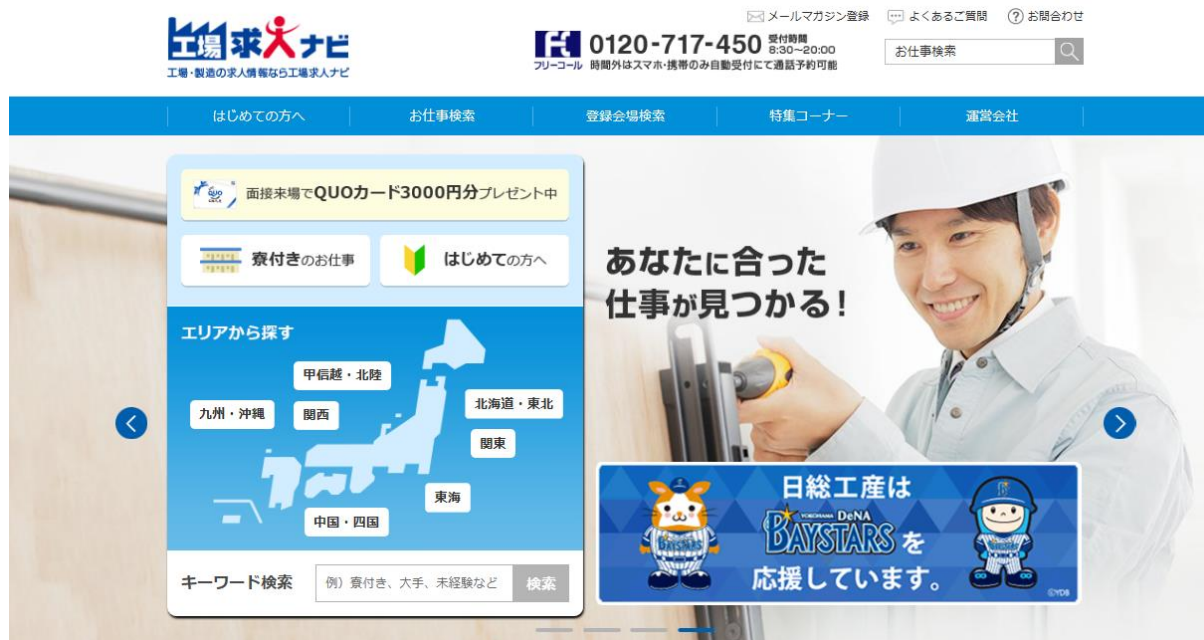 メールマガジン登録 よくあるご質問 お問合わせ
工場求人ナビ
工場・製造の求人情報なら工場求人ナビ
フリーコール
0120-717-450 受付時間 8:30~20:00
時間外はスマホ・携帯のみ自動受付にて通話予約可能
お仕事検索
はじめての方へ お仕事検索 登録会場検索 特集コーナー 運営会社
QUO
面接来場でQUOカード3000円分プレゼント中
寮付きのお仕事 はじめての方へ
エリアから探す
甲信越・北陸
北海道・東北
九州・沖縄
関西
関東
東海
中国・四国
キーワード検索 例）寮付き、大手、未経験など 検索
あなたに合った
仕事が見つかる！
日総工産は
YOKOHAMA DeNA
BAYSTARSを
応援しています。
BAYSTARS
©YDB